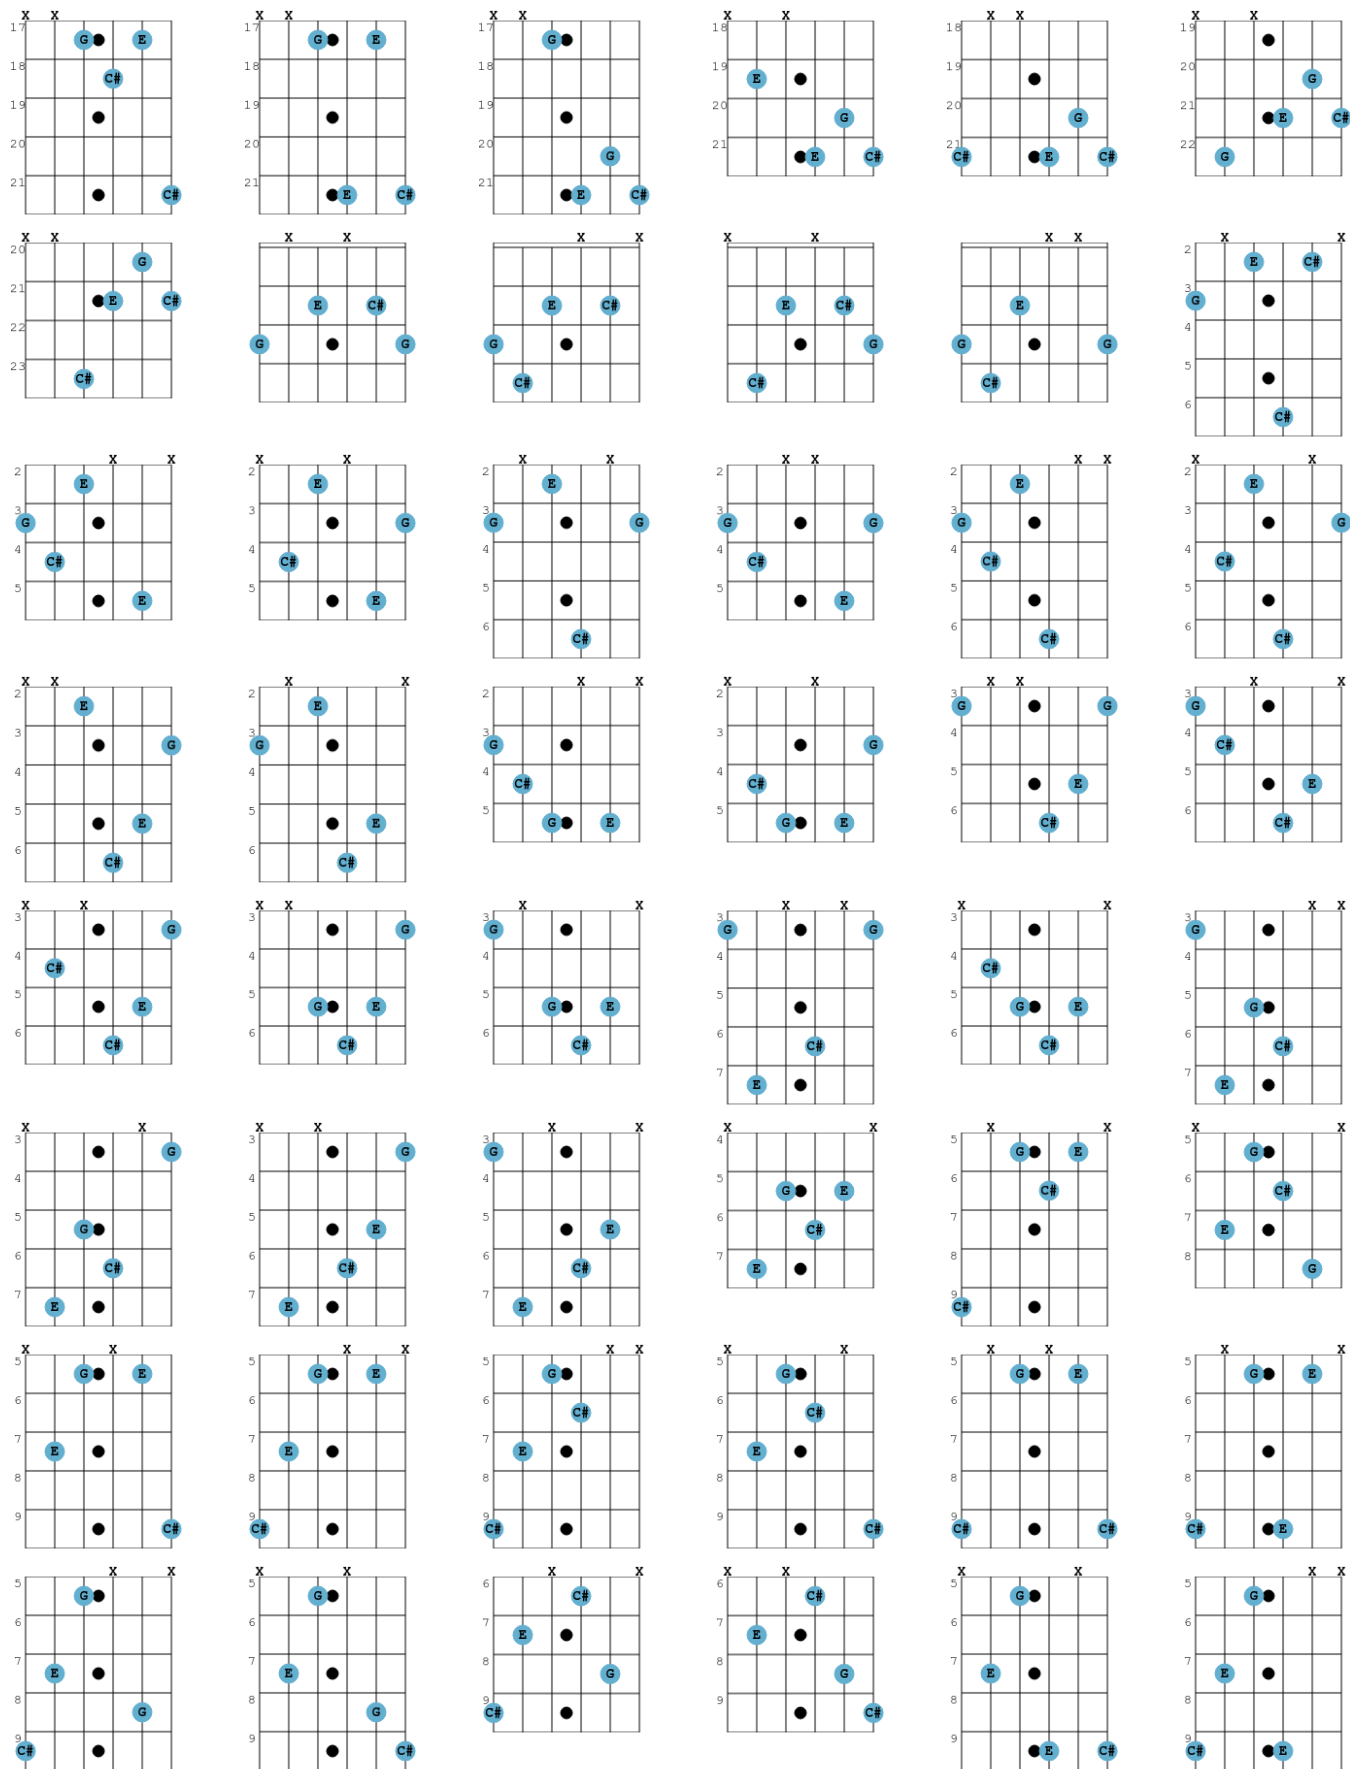 X X
17 G E
18 C#
19
20
21 C#
X X
17 G E
18
19
20
21 E C#
X X
17 G
18
19
20 G
21 E C#
X X
18
19 E
20 G
21 E C#
X X
18
19
20 G
21 C# E C#
X X
19
20 G
21 E C#
22 G
X X
20 G
21 E C#
22
23 C#
X X
E C#
G G
X X
E C#
G
C#
X X
E C#
G
C#
X X
E
G G
C#
X X
2 E C#
3 G
4
5
6 C#
X X
2 E
3 G
4 C#
5 E
X X
2 E
3 G
4 C#
5 E
X X
2 E
3 G G
4
5
6 C#
X X
2
3 G G
4 C#
5 E
X X
2 E
3 G
4 C#
5
6 C#
X X
2 E
3 G
4 C#
5
6 C#
X X
2 E
3 G
4
5 E
6 C#
X X
2 E
3 G
4
5 E
6 C#
X X
2
3 G
4 C#
5 G E
X X
2
3 G
4 C#
5 G E
X X
3 G G
4
5 E
6 C#
X X
3 G
4 C#
5 E
6 C#
X X
3 G
4 C#
5 E
6 C#
X X
3 G
4
5 G E
6 C#
X X
3 G
4
5 G E
6 C#
X X
3 G G
4
5
6 C#
7 E
X X
3
4 C#
5 G E
6 C#
X X
3 G
4
5 G
6 C#
7 E
X X
3 G
4
5 G
6 C#
7 E
X X
3 G
4
5 E
6 C#
7 E
X X
3 G
4
5 E
6 C#
7 E
X X
4
5 G E
6 C#
7 E
X X
5 G E
6 C#
7
8
9 C#
X X
5 G
6 C#
7 E
8 G
X X
5 G E
6
7 E
8
9 C#
X X
5 G E
6
7 E
8
9 C#
X X
5 G
6 C#
7 E
8
9 C#
X X
5 G
6 C#
7 E
8
9 C#
X X
5 G E
6
7
8
9 C# C#
X X
5 G E
6
7
8
9 C# E
X X
5 G
6
7 E
8 G
9 C#
X X
5 G
6
7 E
8 G
9 C#
X X
6 C#
7 E
8 G
9 C#
X X
6 C#
7 E
8 G
9 C#
X X
5 G
6
7 E
8
9 E C#
X X
5 G
6
7 E
8
9 C# E